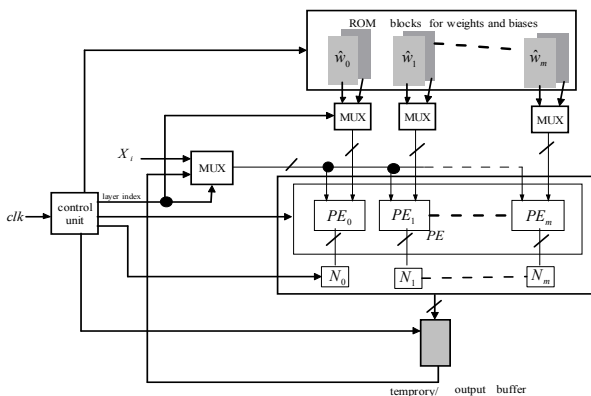 ROM blocks for weights and biases
ŵ0 ŵ1 ŵm
MUX MUX MUX
Xi
MUX
layer index
clk
control
unit
PE0 PE1 PEm
PE
N0 N1 Nm
temprory/ output buffer